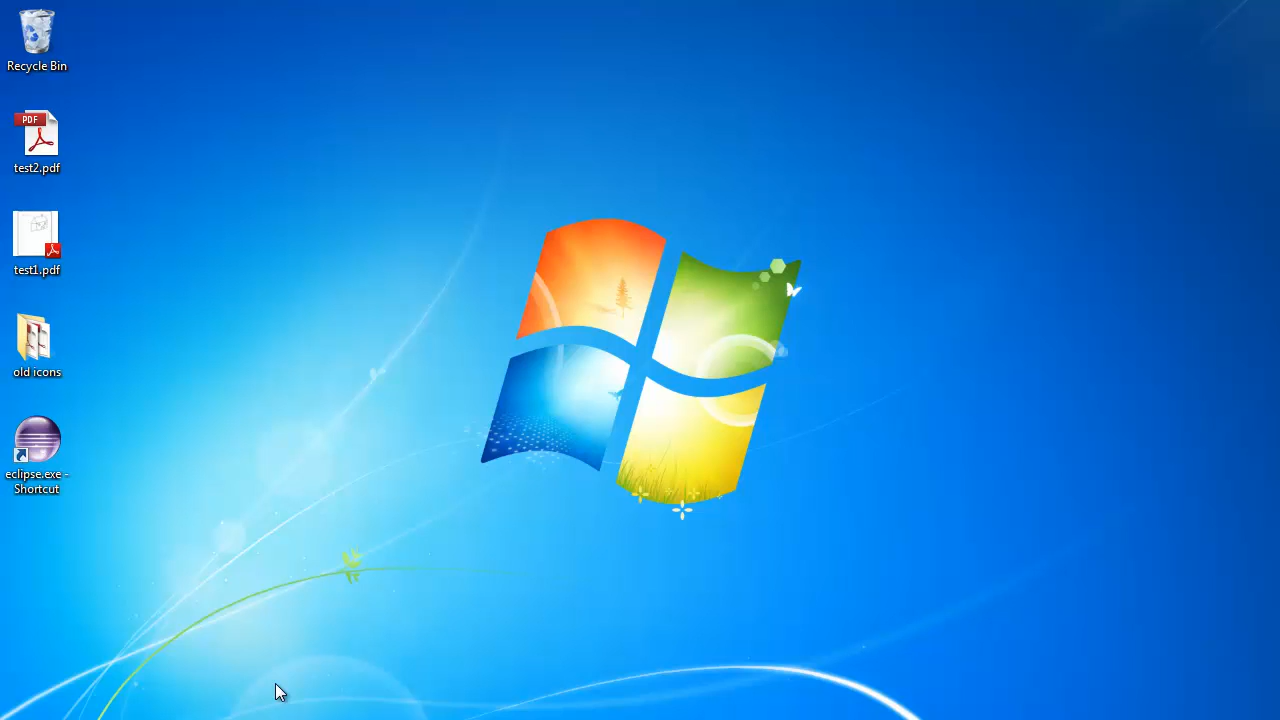 Recycle Bin
PDF
test2.pdf
test1.pdf
old icons
eclipse.exe -
Shortcut